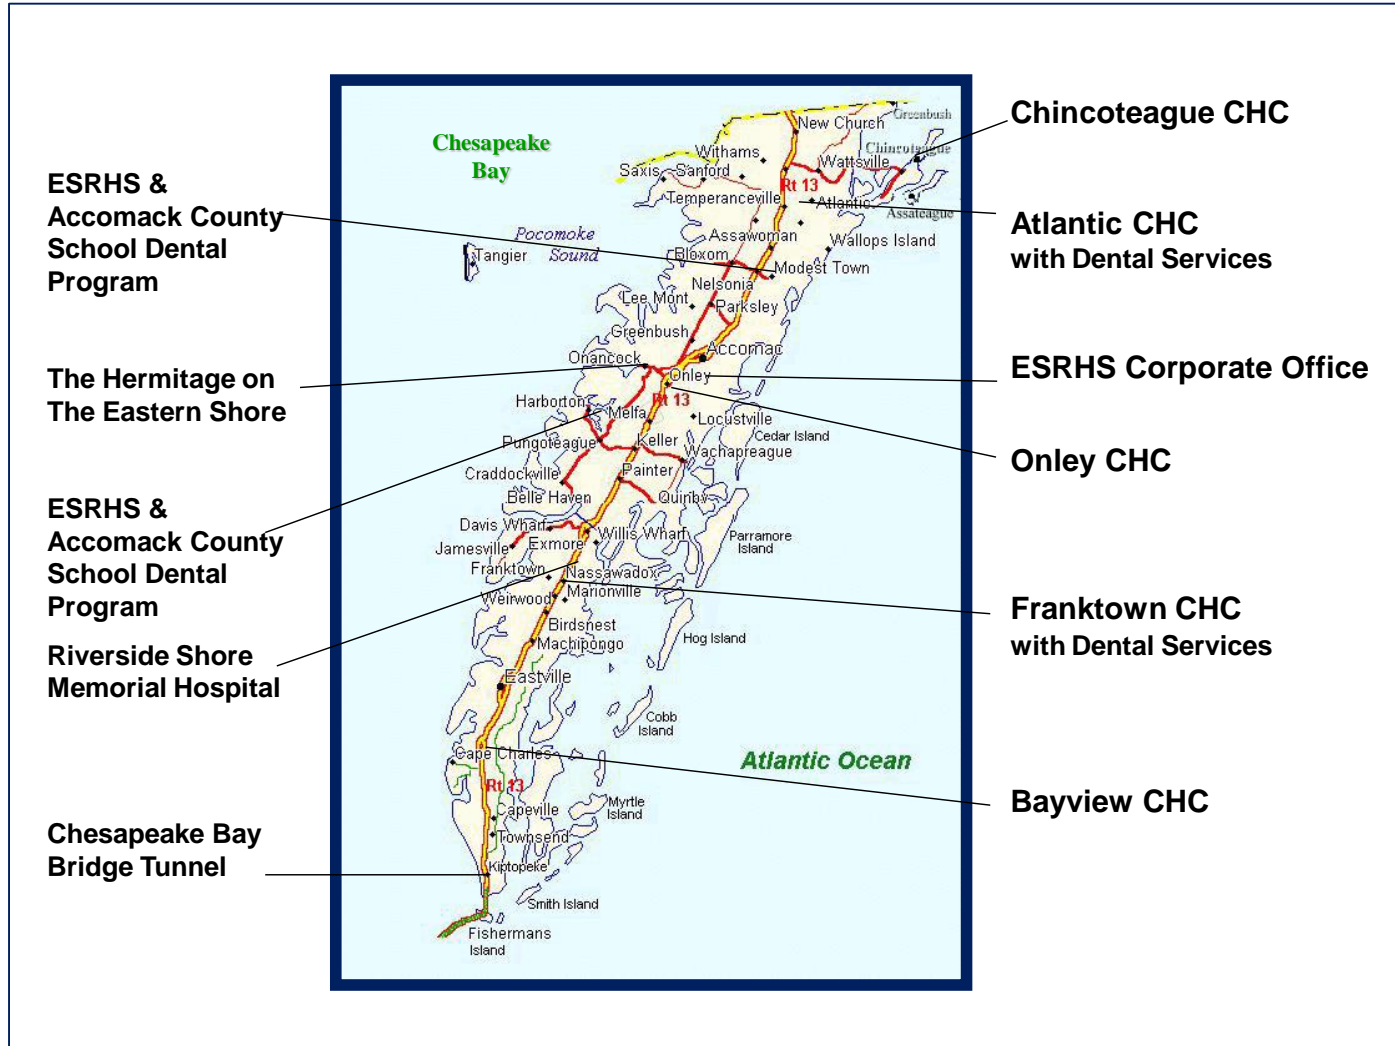 ESRHS &
Accomack County
School Dental
Program
The Hermitage on
The Eastern Shore
ESRHS &
Accomack County
School Dental
Program
Riverside Shore
Memorial Hospital
Chesapeake Bay
Bridge Tunnel
Chesapeake
Bay
Greenbush
New Church
Chincoteague
Withams
Wattsville
Saxis
Sanford
Rt 13
Temperanceville
Atlantic
Assateague
Pocomoke
Sound
Assawoman
Wallops Island
Tangier
Bloxom
Modest Town
Nelsonia
Lee Mont
Parksley
Greenbush
Accomac
Onancock
Onley
Harborton
Rt 13
Melfa
Locustville
Cedar Island
Pungoteague
Keller
Wachapreague
Craddockville
Painter
Belle Haven
Quinby
Davis Wharf
Willis Wharf
Parramore
Island
Jamesville
Exmore
Franktown
Nassawadox
Weirwood
Marionville
Birdsnest
Hog Island
Machipongo
Eastville
Cobb
Island
Cape Charles
Atlantic Ocean
Rt 13
Myrtle
Island
Capeville
Townsend
Kiptopeke
Smith Island
Fishermans
Island
Chincoteague CHC
Atlantic CHC
with Dental Services
ESRHS Corporate Office
Onley CHC
Franktown CHC
with Dental Services
Bayview CHC